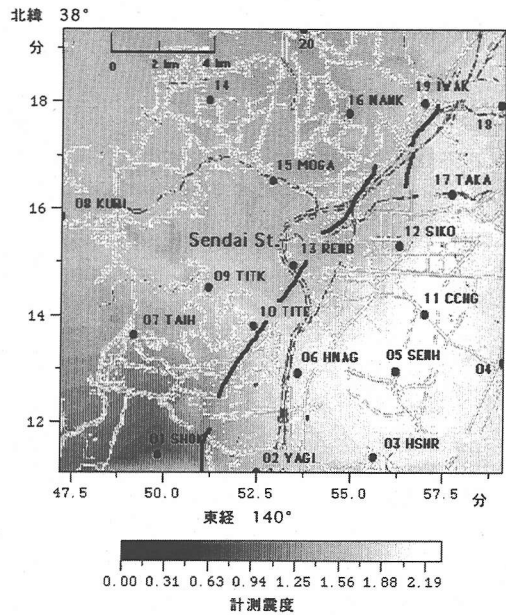 北緯 38°
分
20
0 2 km 4 km
14
19 IWAK
16 NANK
18
18
15 MOGA
17 TAKA
08 KUNI
16
12 SIKO
Sendai St.
13 RENB
09 TITK
11 CCHG
14
10 TITE
07 TAIH
06 HNAG
05 SENH
04
12
01 SHOK
02 YAGI
03 HSHR
47.5 50.0 52.5 55.0 57.5 分
東経 140°
0.00 0.31 0.63 0.94 1.25 1.56 1.88 2.19
計測震度